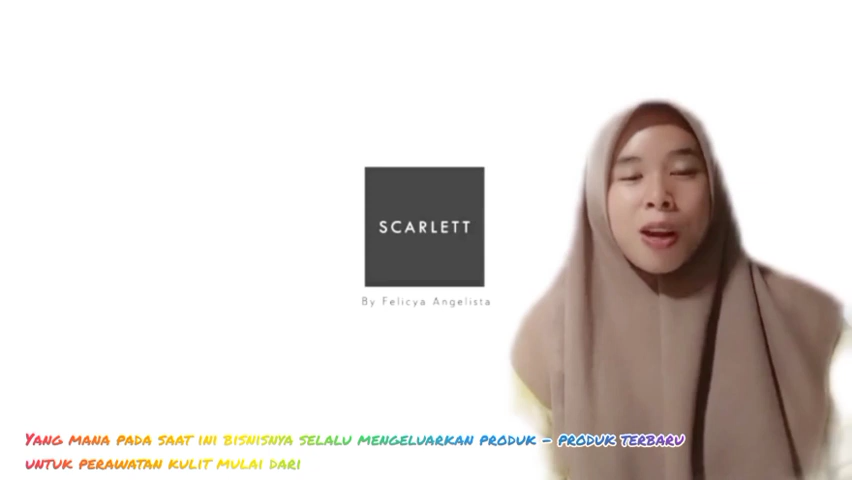 SCARLETT
By Felicya Angelista
Yang mana pada saat ini bisnisnya selalu mengeluarkan produk - produk terbaru
untuk perawatan kulit mulai dari